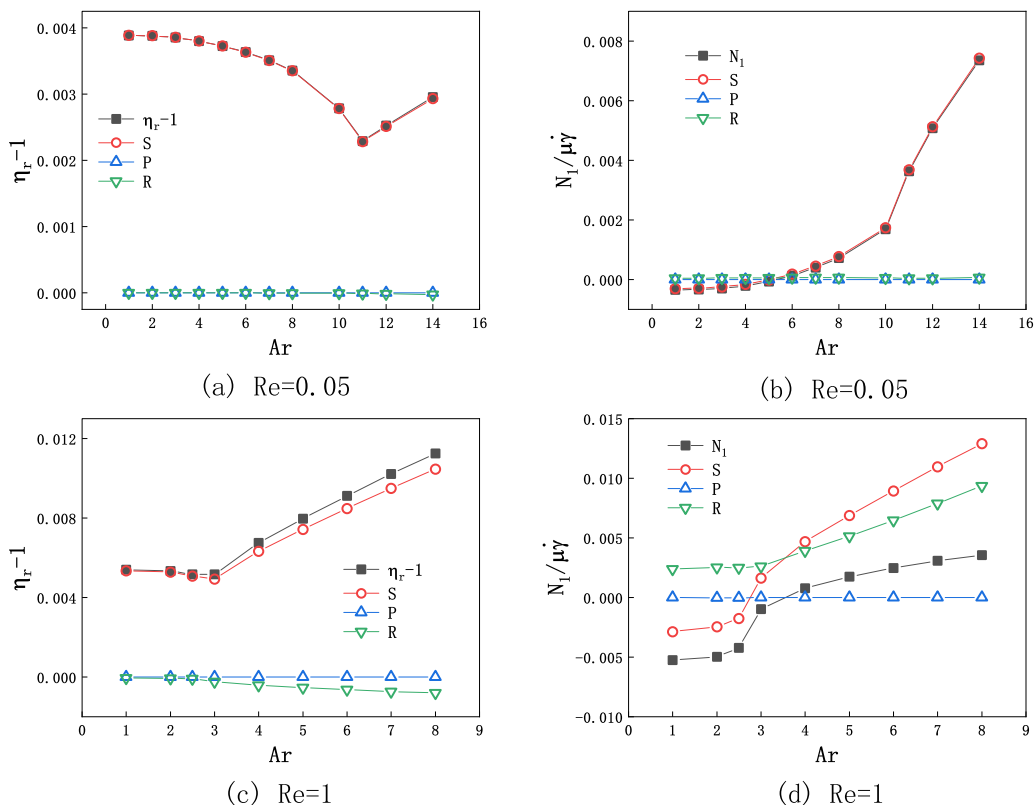 0.004
0.003
0.002
0.001
0.000
ηr-1
ηr-1
S
P
R
0 2 4 6 8 10 12 14 16
Ar
(a) Re=0.05
0.008
0.006
0.004
0.002
0.000
N1/μγ̇
N1
S
P
R
0 2 4 6 8 10 12 14 16
Ar
(b) Re=0.05
0.012
0.008
0.004
0.000
ηr-1
ηr-1
S
P
R
0 1 2 3 4 5 6 7 8 9
Ar
(c) Re=1
0.015
0.010
0.005
0.000
-0.005
-0.010
N1/μγ̇
N1
S
P
R
0 1 2 3 4 5 6 7 8 9
Ar
(d) Re=1